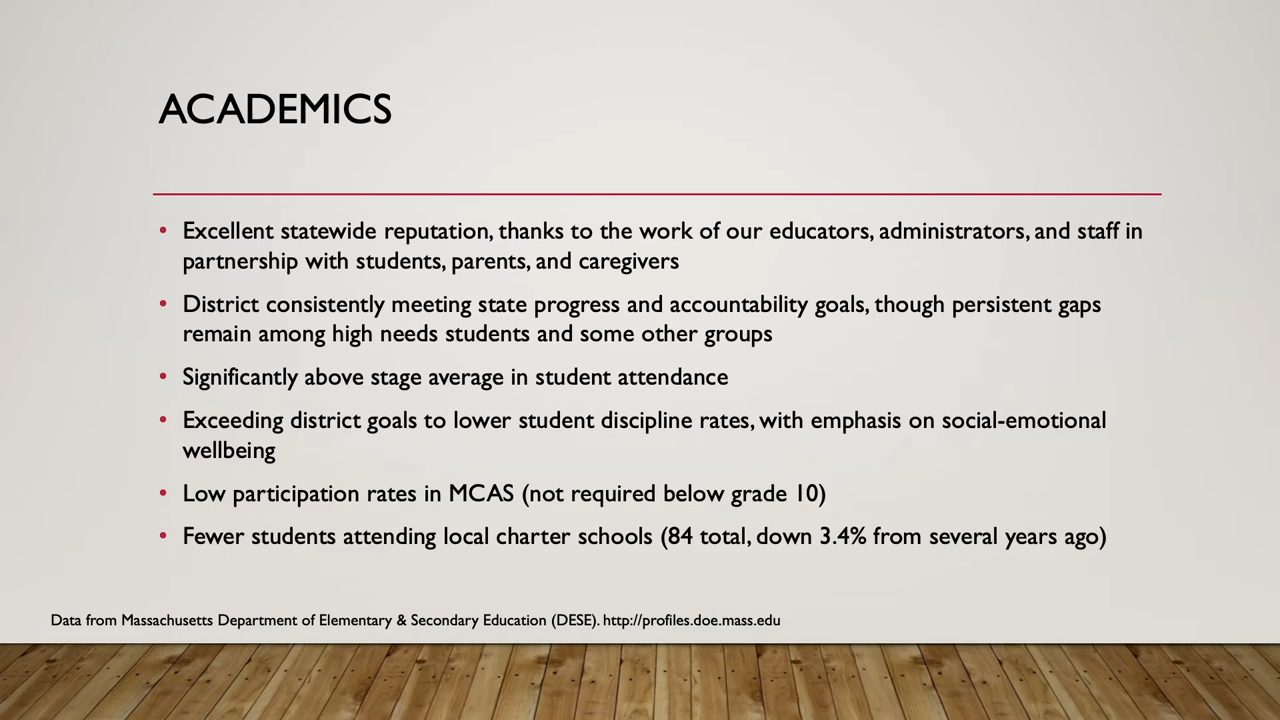 ACADEMICS
• Excellent statewide reputation, thanks to the work of our educators, administrators, and staff in
partnership with students, parents, and caregivers
• District consistently meeting state progress and accountability goals, though persistent gaps
remain among high needs students and some other groups
• Significantly above stage average in student attendance
• Exceeding district goals to lower student discipline rates, with emphasis on social-emotional
wellbeing
• Low participation rates in MCAS (not required below grade 10)
• Fewer students attending local charter schools (84 total, down 3.4% from several years ago)
Data from Massachusetts Department of Elementary & Secondary Education (DESE). http://profiles.doe.mass.edu